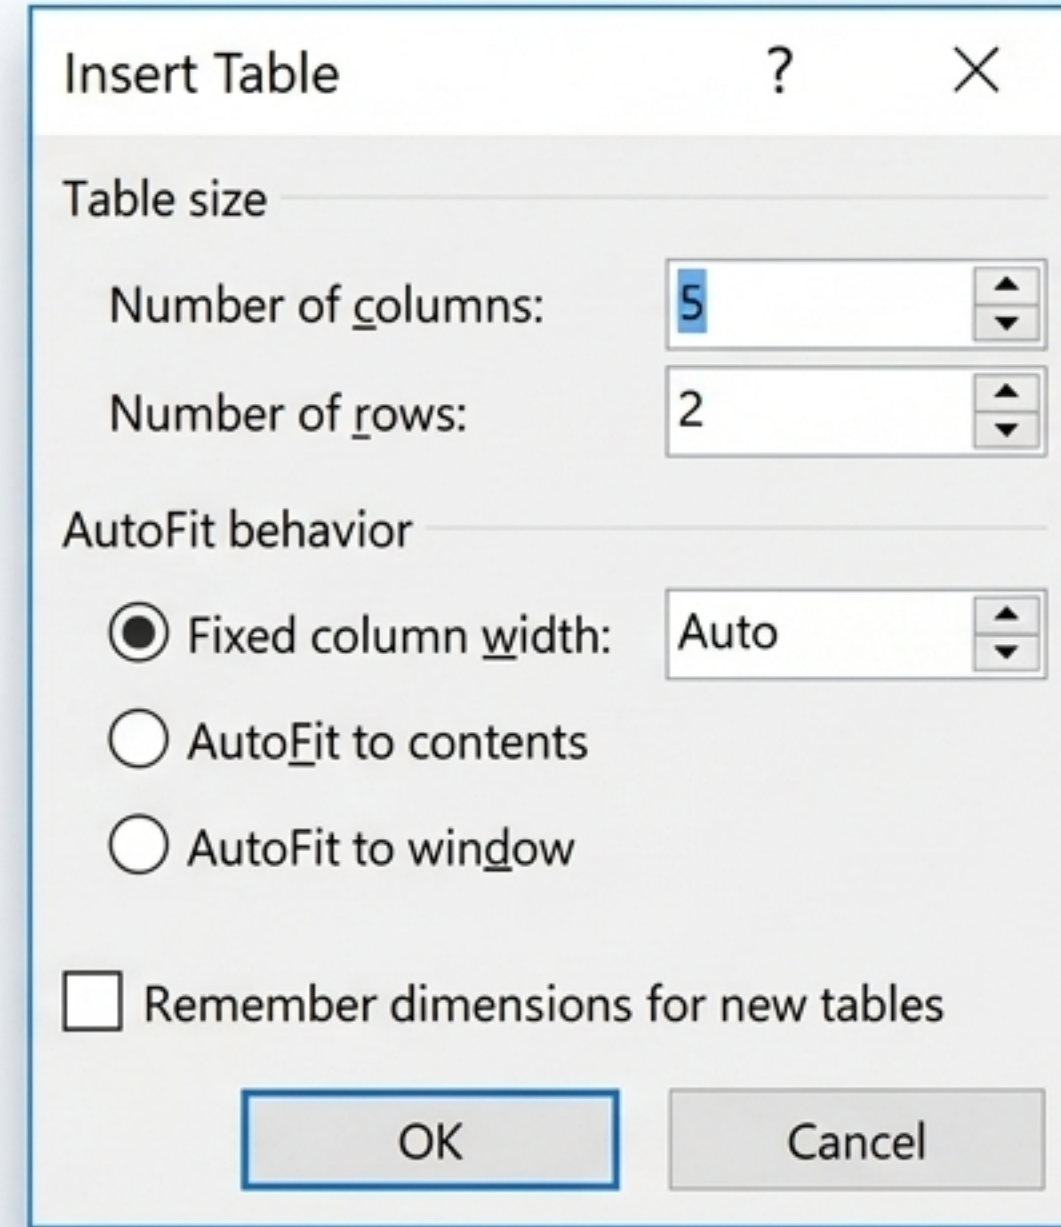 Insert Table ?
Table size
Number of columns: 5
Number of rows: 2
AutoFit behavior
Fixed column width: Auto
AutoFit to contents
AutoFit to window
Remember dimensions for new tables
OK Cancel